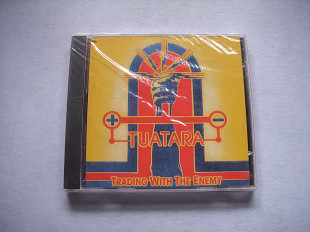 + −
TUATARA
TRADING WITH THE ENEMY